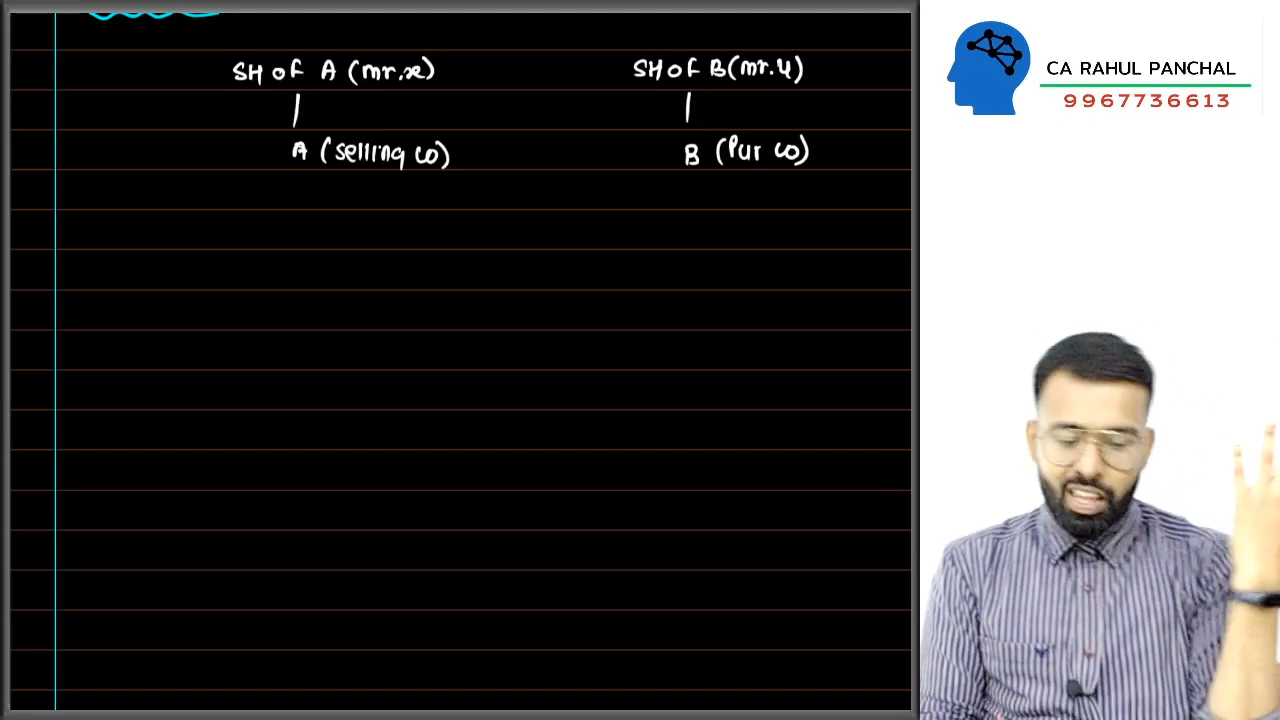 SH of A (mr.x) SH of B (mr.y)
A (selling co) B (Pur co)
CA RAHUL PANCHAL
9967736613